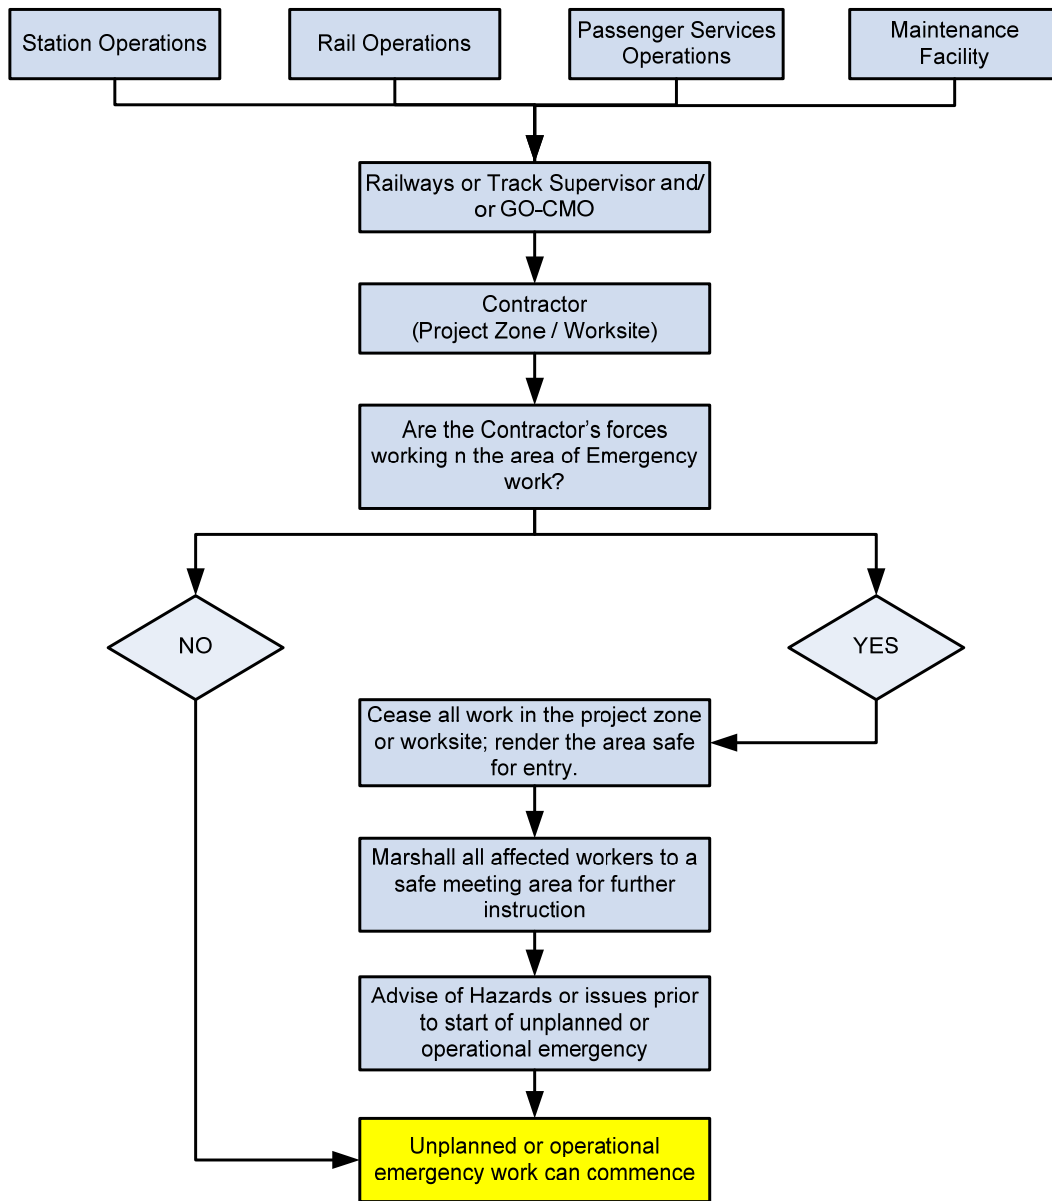 Station Operations
Rail Operations
Passenger Services
Operations
Maintenance
Facility
Railways or Track Supervisor and/
or GO-CMO
Contractor
(Project Zone / Worksite)
Are the Contractor’s forces
working n the area of Emergency
work?
NO
YES
Cease all work in the project zone
or worksite; render the area safe
for entry.
Marshall all affected workers to a
safe meeting area for further
instruction
Advise of Hazards or issues prior
to start of unplanned or
operational emergency
Unplanned or operational
emergency work can commence